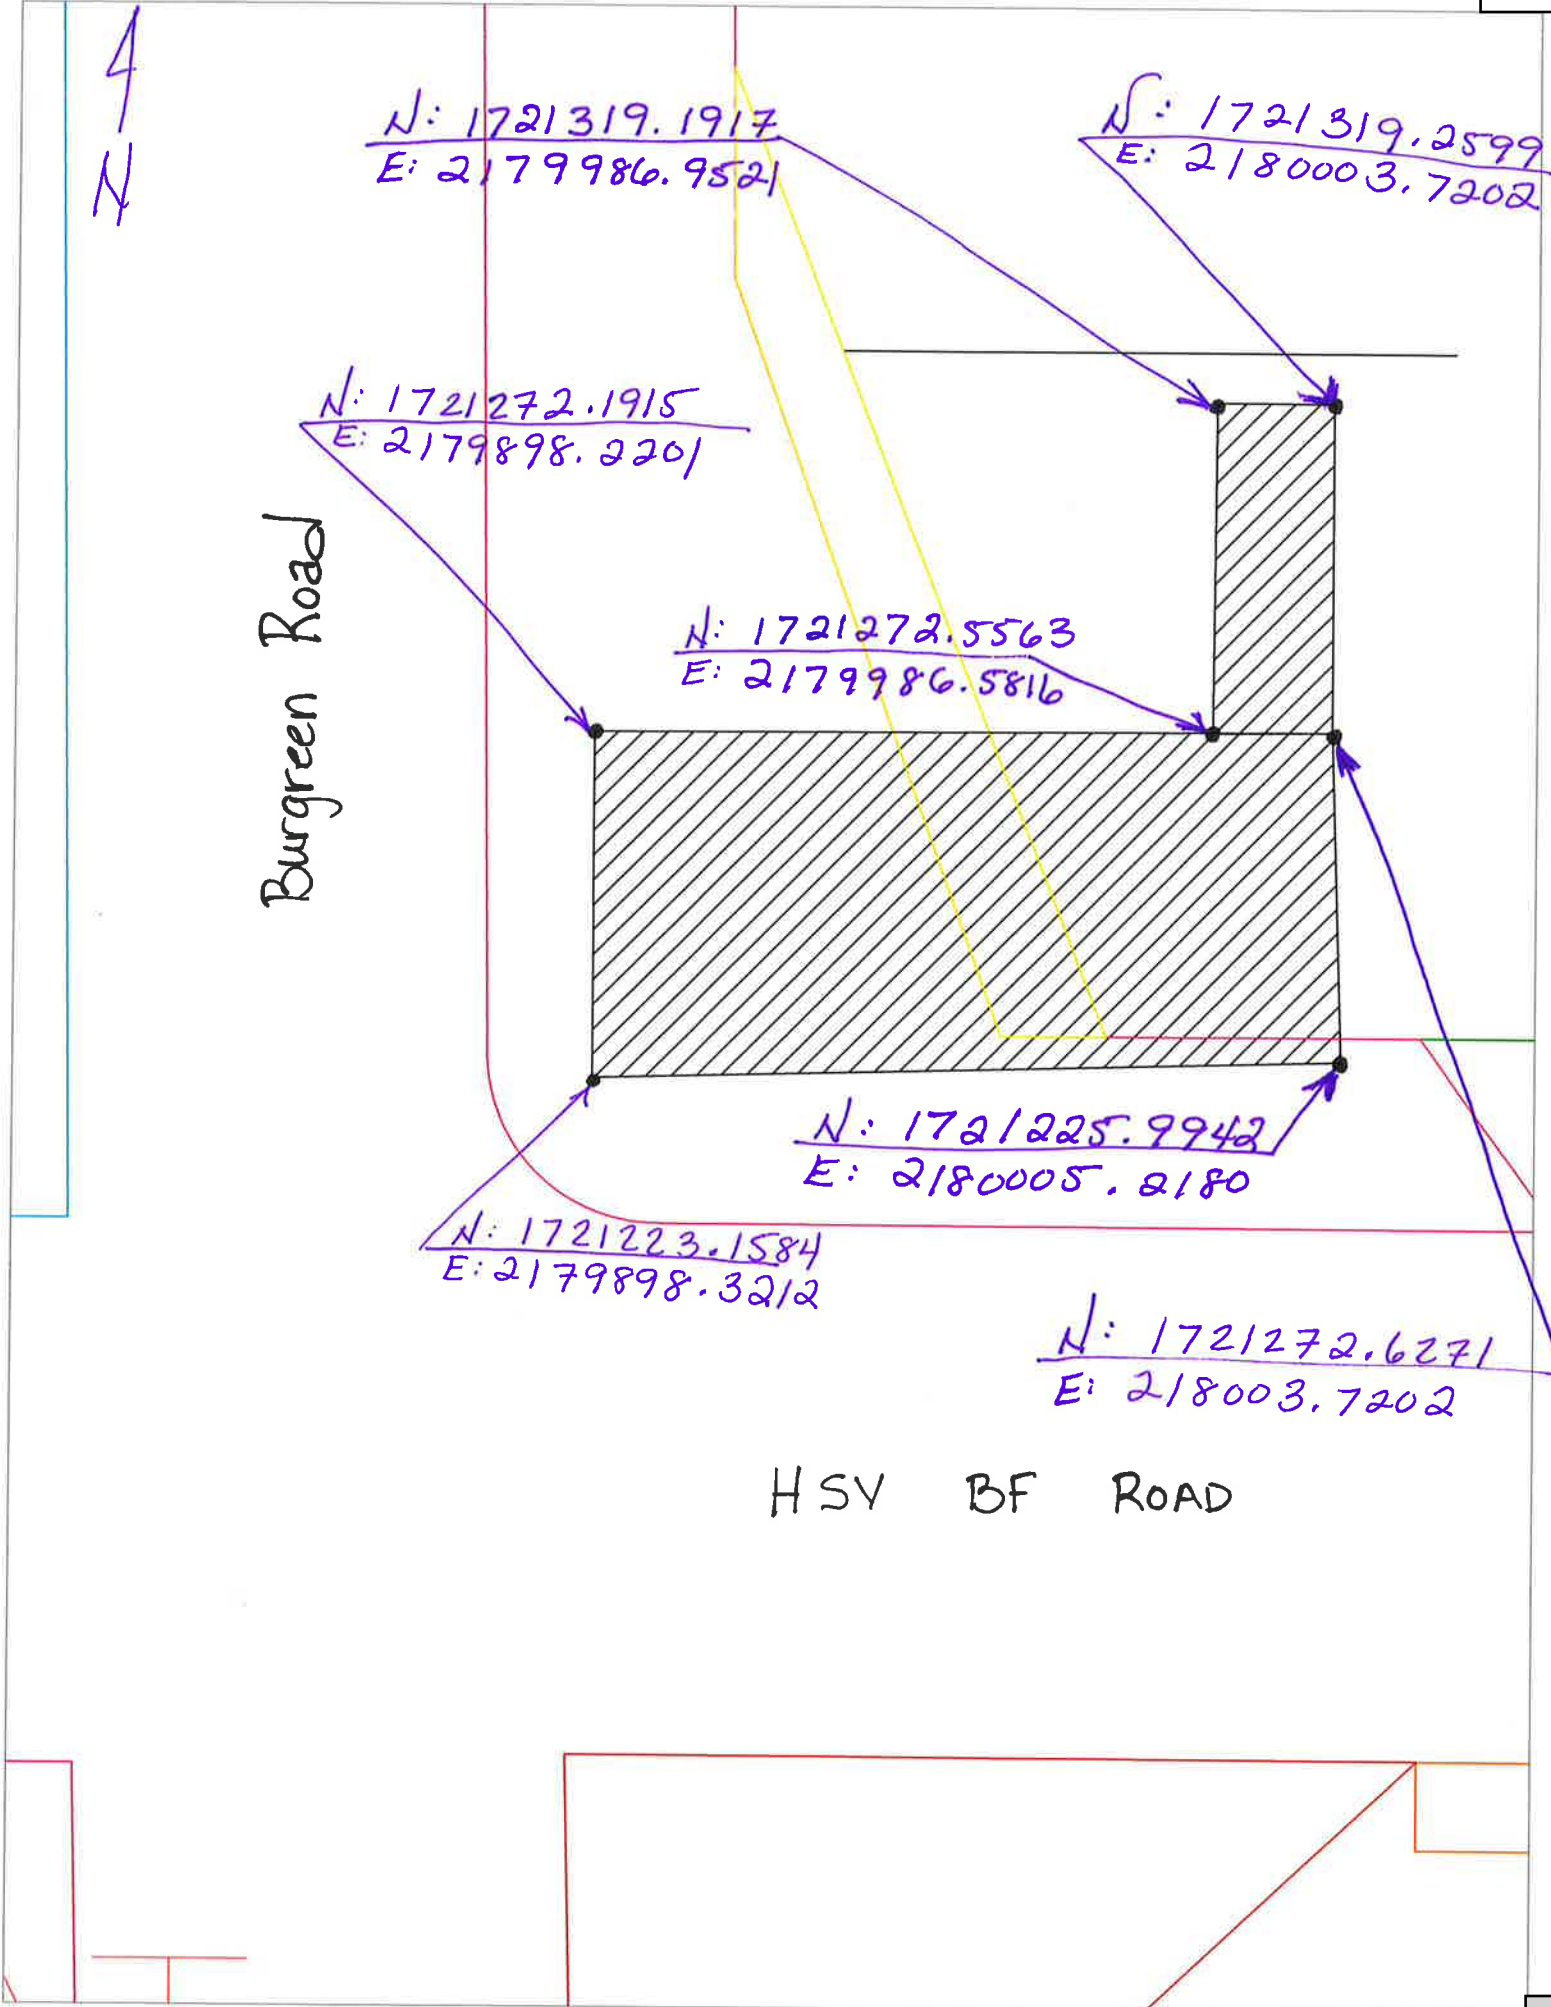 N
N: 1721319.1917
E: 2179986.9521
N: 1721319.2599
E: 2180003.7202
N: 1721272.1915
E: 2179898.2201
Burgreen Road
N: 1721272.5563
E: 2179986.5816
N: 1721225.9942
E: 2180005.2180
N: 1721223.1584
E: 2179898.3212
N: 1721272.6271
E: 218003.7202
HSV BF ROAD